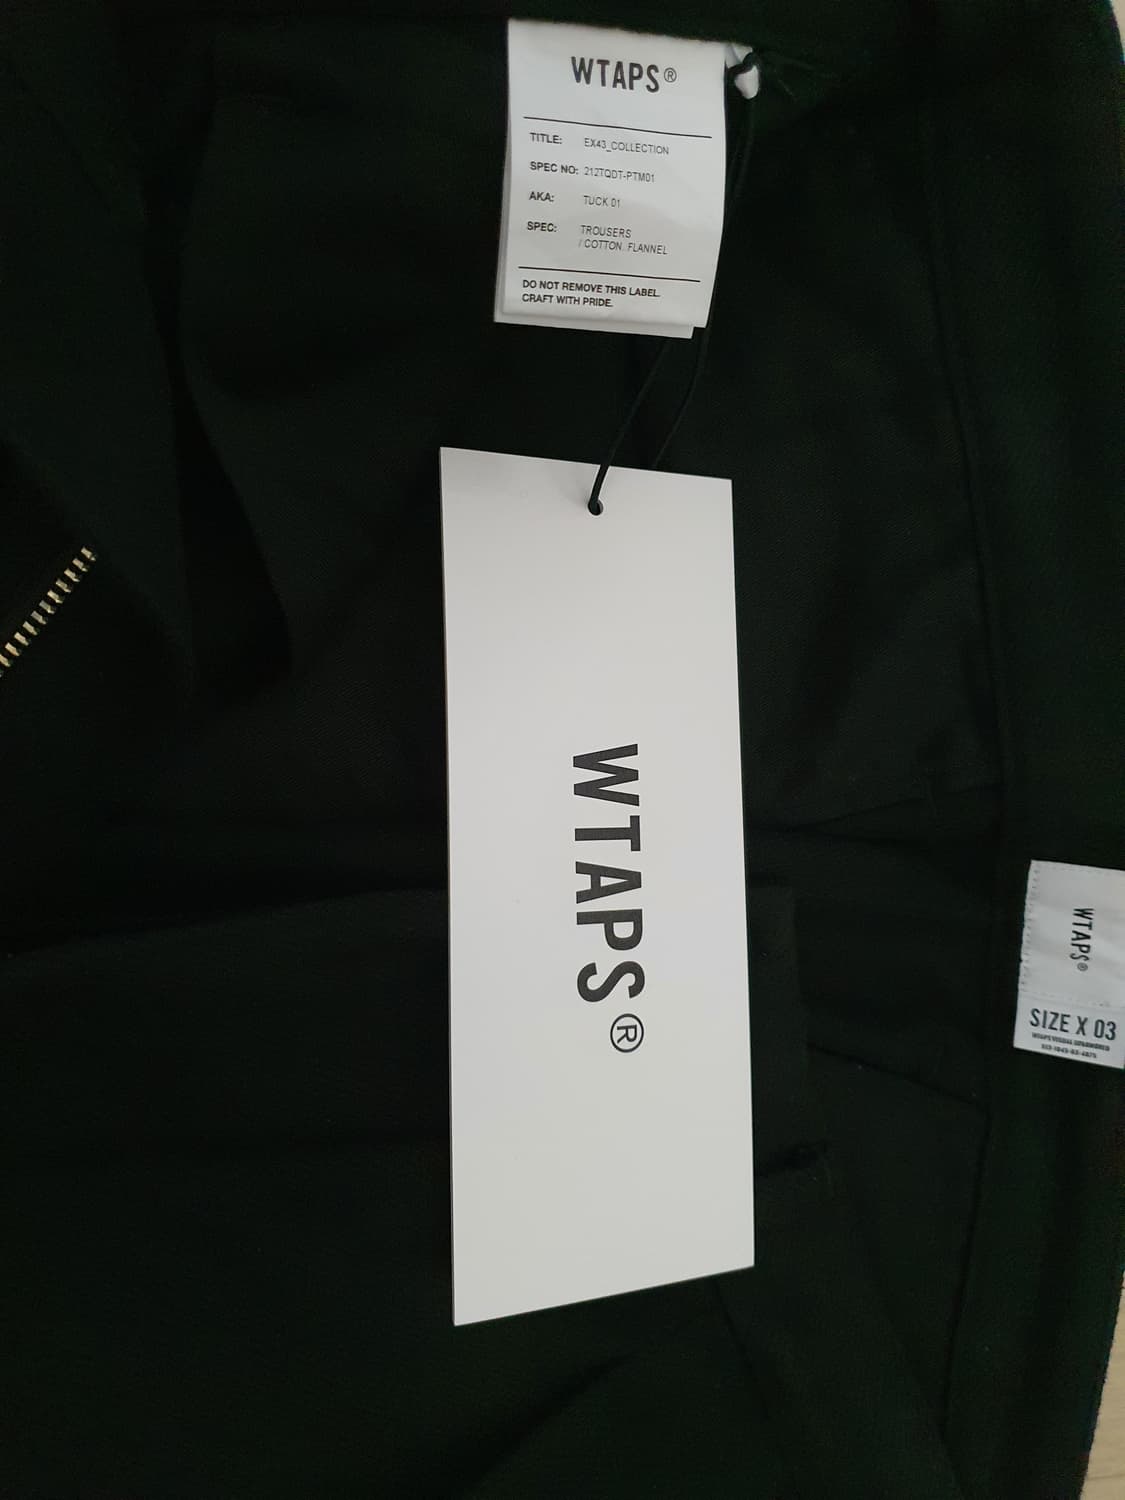 WTAPS®
TITLE: EX43_COLLECTION
SPEC NO: 212TQDT-PTM01
AKA: TUCK 01
SPEC: TROUSERS
/ COTTON. FLANNEL
DO NOT REMOVE THIS LABEL.
CRAFT WITH PRIDE.
WTAPS®
WTAPS®
SIZE X 03